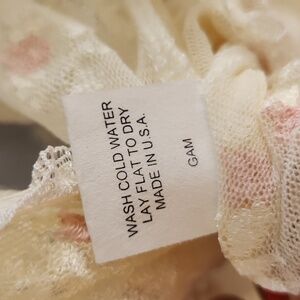 WASH COLD WATER
LAY FLAT TO DRY
MADE IN U.S.A.
GAM